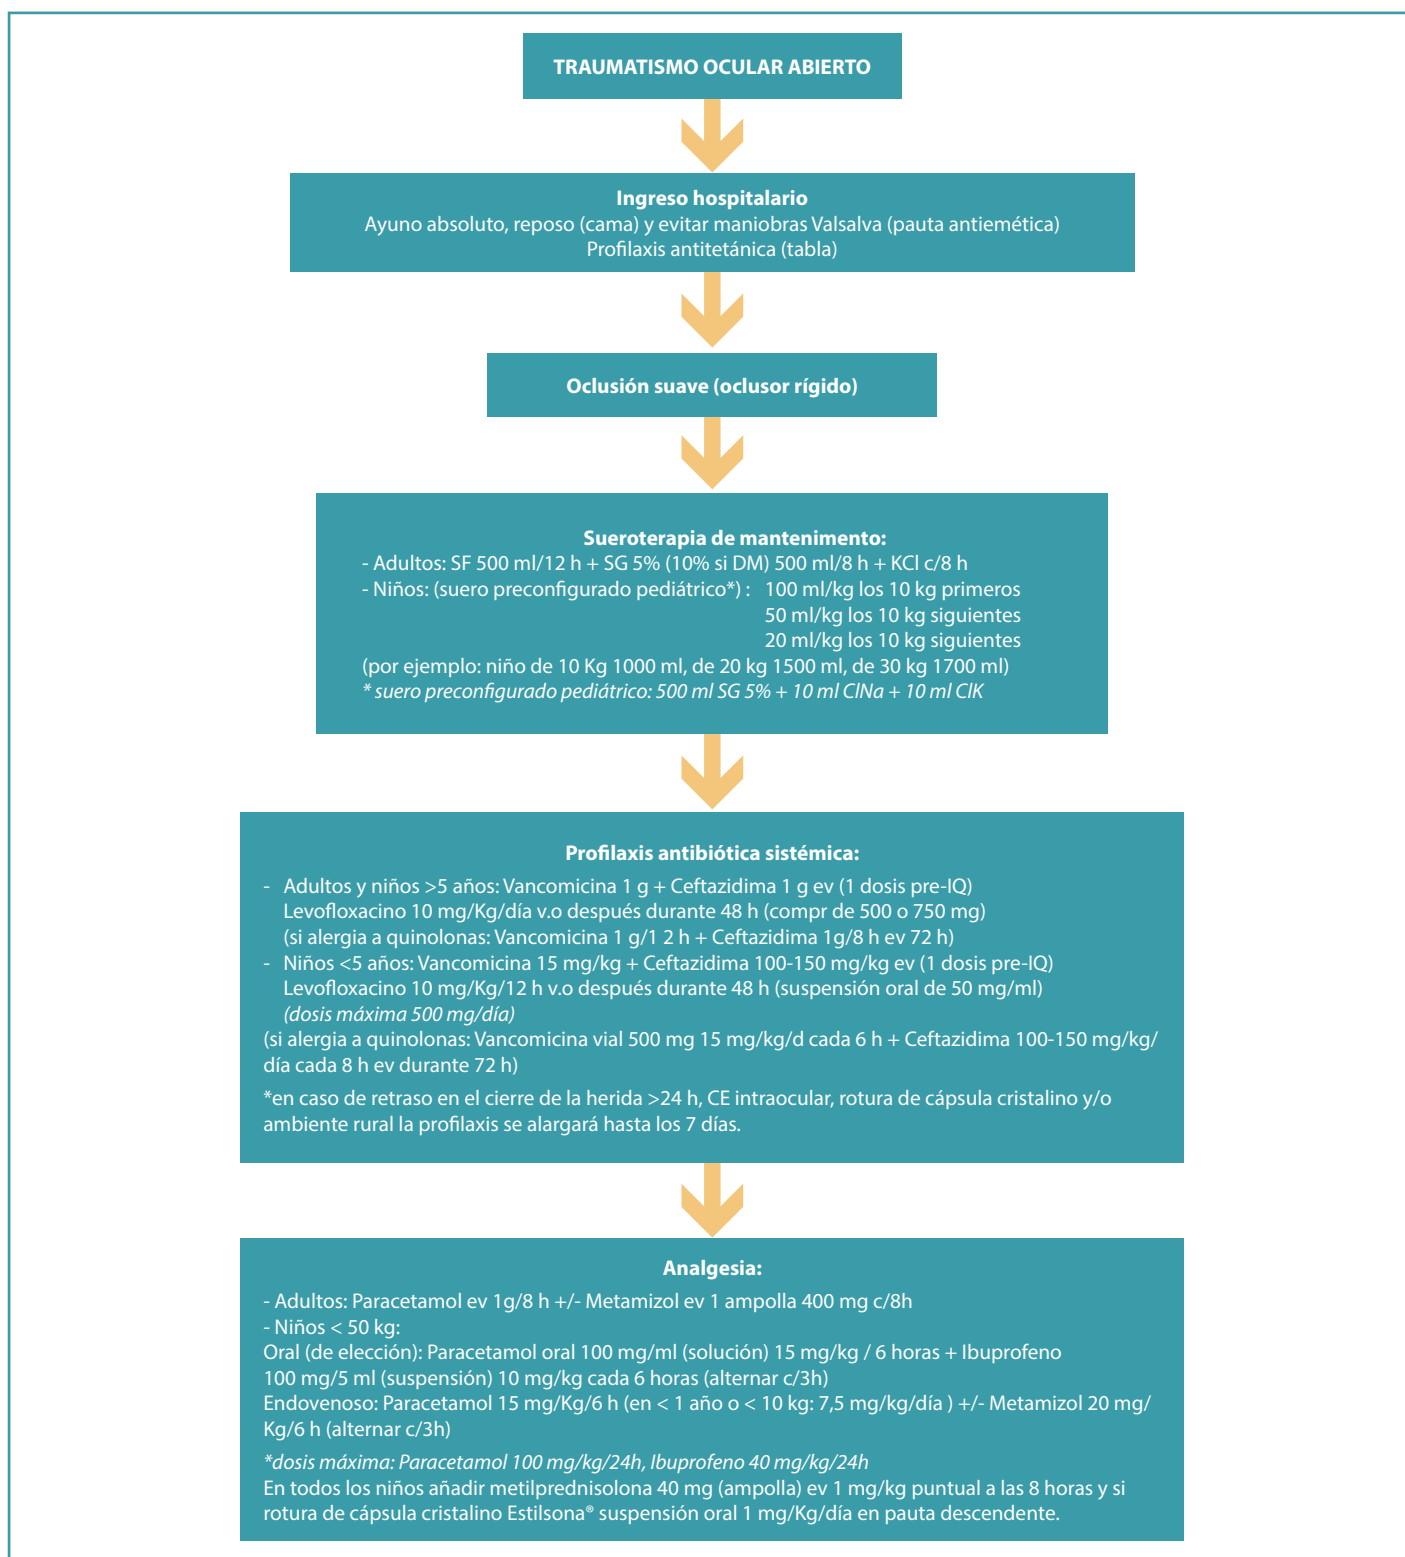 TRAUMATISMO OCULAR ABIERTO
Ingreso hospitalario
Ayuno absoluto, reposo (cama) y evitar maniobras Valsalva (pauta antiemética)
Profilaxis antitetánica (tabla)
Oclusión suave (oclusor rígido)
Sueroterapia de mantenimiento:
- Adultos: SF 500 ml/12 h + SG 5% (10% si DM) 500 ml/8 h + KCl c/8 h
- Niños: (suero preconfigurado pediátrico*) : 100 ml/kg los 10 kg primeros
50 ml/kg los 10 kg siguientes
20 ml/kg los 10 kg siguientes
(por ejemplo: niño de 10 Kg 1000 ml, de 20 kg 1500 ml, de 30 kg 1700 ml)
* suero preconfigurado pediátrico: 500 ml SG 5% + 10 ml ClNa + 10 ml ClK
Profilaxis antibiótica sistémica:
- Adultos y niños >5 años: Vancomicina 1 g + Ceftazidima 1 g ev (1 dosis pre-IQ)
Levofloxacino 10 mg/Kg/día v.o después durante 48 h (compr de 500 o 750 mg)
(si alergia a quinolonas: Vancomicina 1 g/1 2 h + Ceftazidima 1g/8 h ev 72 h)
- Niños <5 años: Vancomicina 15 mg/kg + Ceftazidima 100-150 mg/kg ev (1 dosis pre-IQ)
Levofloxacino 10 mg/Kg/12 h v.o después durante 48 h (suspensión oral de 50 mg/ml)
(dosis máxima 500 mg/día)
(si alergia a quinolonas: Vancomicina vial 500 mg 15 mg/kg/d cada 6 h + Ceftazidima 100-150 mg/kg/
día cada 8 h ev durante 72 h)
*en caso de retraso en el cierre de la herida >24 h, CE intraocular, rotura de cápsula cristalino y/o
ambiente rural la profilaxis se alargará hasta los 7 días.
Analgesia:
- Adultos: Paracetamol ev 1g/8 h +/- Metamizol ev 1 ampolla 400 mg c/8h
- Niños < 50 kg:
Oral (de elección): Paracetamol oral 100 mg/ml (solución) 15 mg/kg / 6 horas + Ibuprofeno
100 mg/5 ml (suspensión) 10 mg/kg cada 6 horas (alternar c/3h)
Endovenoso: Paracetamol 15 mg/Kg/6 h (en < 1 año o < 10 kg: 7,5 mg/kg/día ) +/- Metamizol 20 mg/
Kg/6 h (alternar c/3h)
*dosis máxima: Paracetamol 100 mg/kg/24h, Ibuprofeno 40 mg/kg/24h
En todos los niños añadir metilprednisolona 40 mg (ampolla) ev 1 mg/kg puntual a las 8 horas y si
rotura de cápsula cristalino Estilsona® suspensión oral 1 mg/Kg/día en pauta descendente.